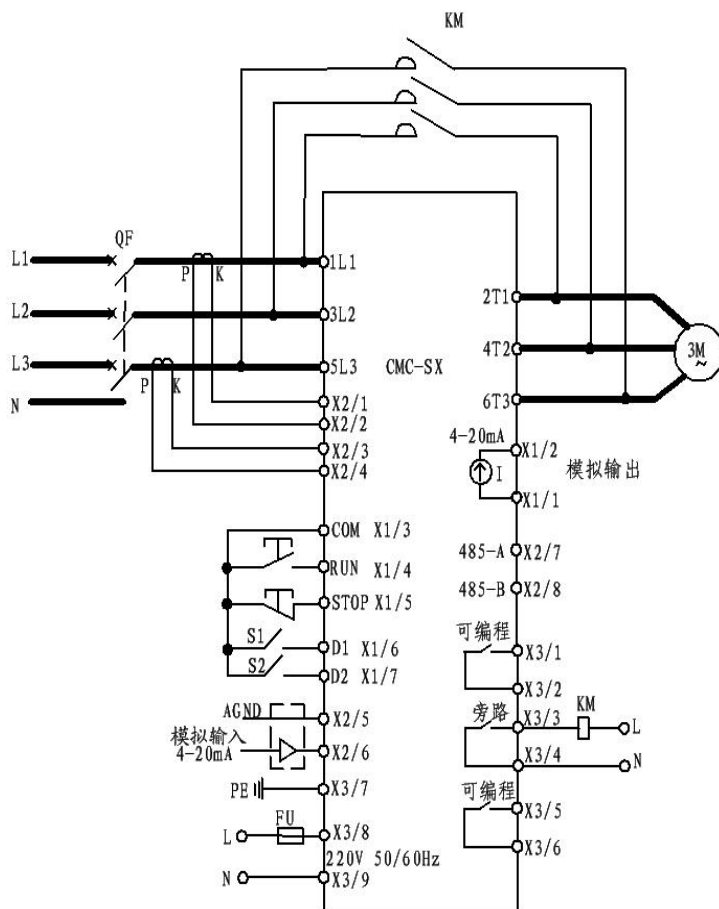 KM
QF
L1
P
K
1L1
L2
3L2
2T1
L3
P
K
5L3
CMC-SX
4T2
3M
~
N
X2/1
6T3
X2/2
4-20mA
X2/3
X1/2
X2/4
I
模拟输出
X1/1
COM X1/3
RUN X1/4
485-A
X2/7
STOP X1/5
485-B
X2/8
S1
D1 X1/6
可编程
X3/1
S2
D2 X1/7
X3/2
AGND
X2/5
旁路
X3/3
KM
L
模拟输入
4-20mA
X2/6
X3/4
N
PE
X3/7
可编程
X3/5
L
FU
X3/8
X3/6
220V 50/60Hz
N
X3/9